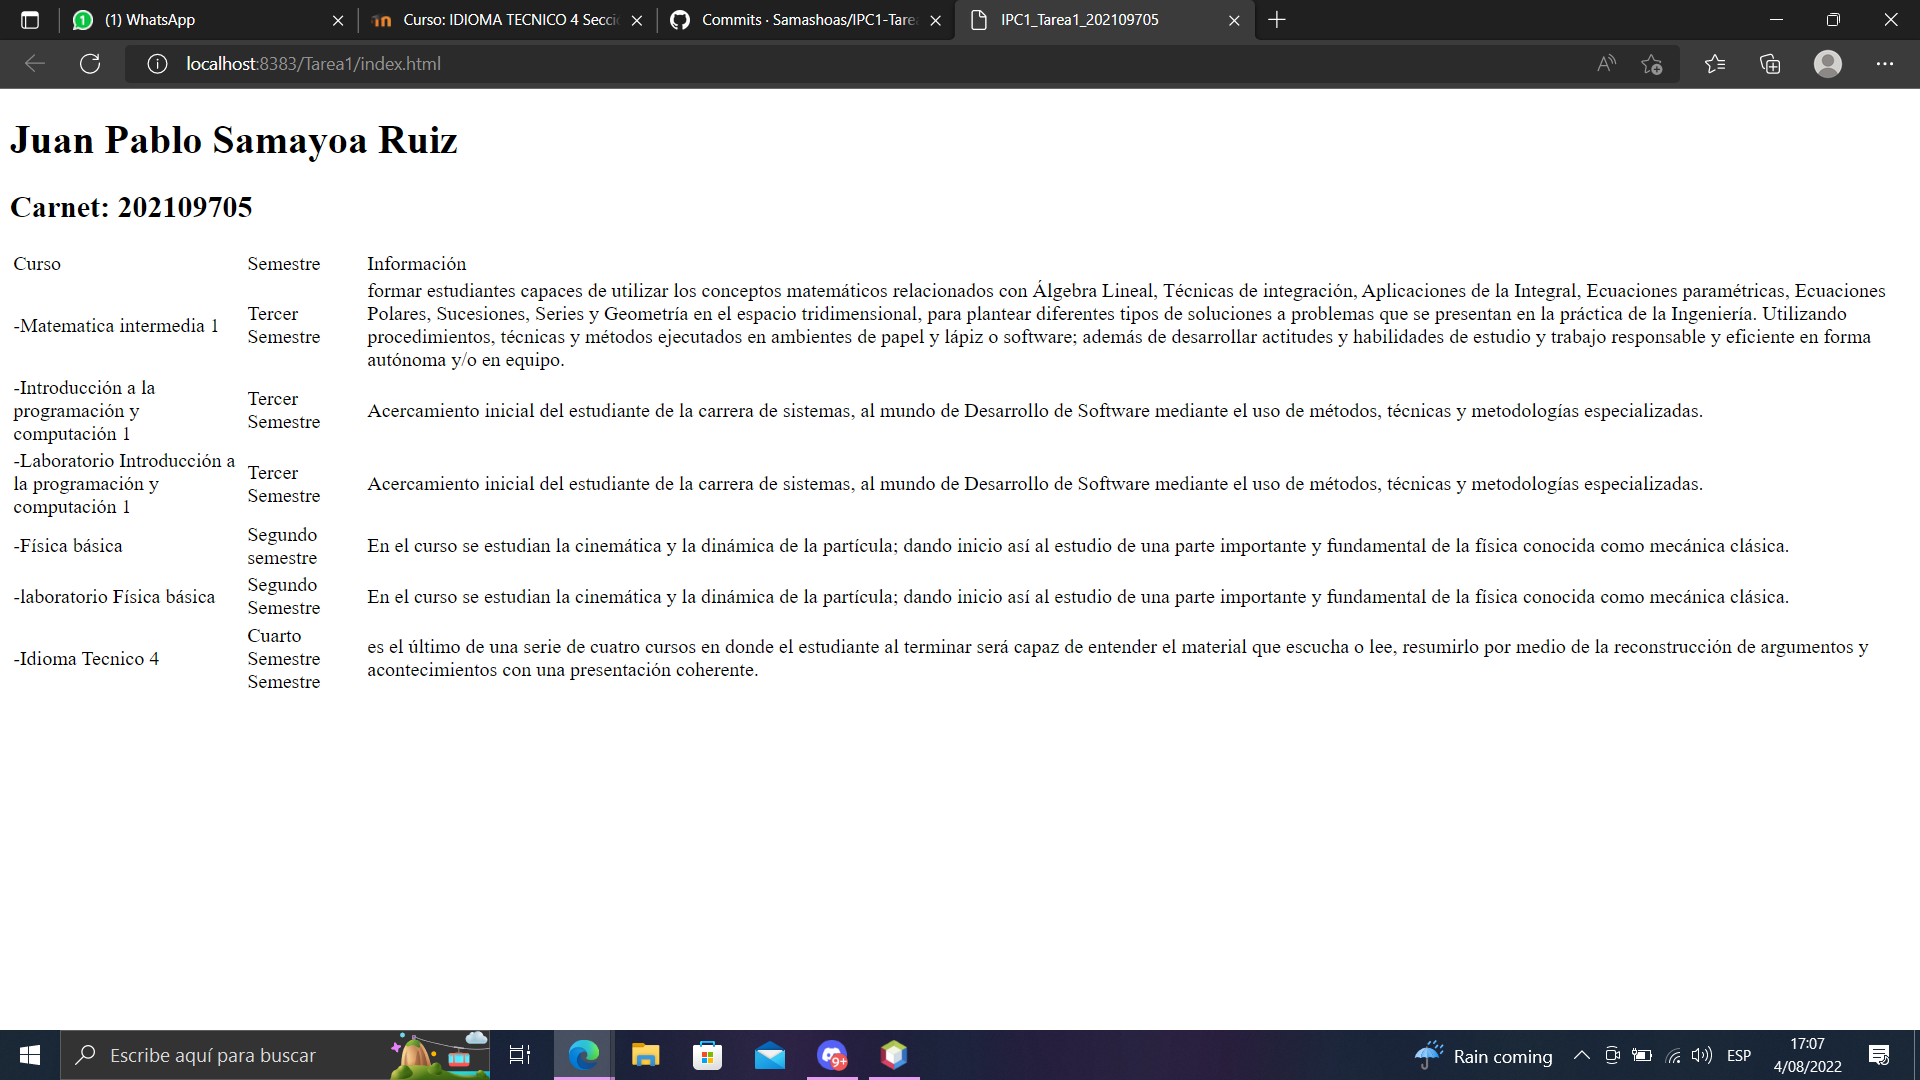 (1) WhatsApp
Curso: IDIOMA TECNICO 4 Secci
Commits · Samashoas/IPC1-Tare
IPC1_Tarea1_202109705
localhost:8383/Tarea1/index.html
Juan Pablo Samayoa Ruiz
Carnet: 202109705
Curso Semestre Información
-Matematica intermedia 1
Tercer
Semestre
formar estudiantes capaces de utilizar los conceptos matemáticos relacionados con Álgebra Lineal, Técnicas de integración, Aplicaciones de la Integral, Ecuaciones paramétricas, Ecuaciones
Polares, Sucesiones, Series y Geometría en el espacio tridimensional, para plantear diferentes tipos de soluciones a problemas que se presentan en la práctica de la Ingeniería. Utilizando
procedimientos, técnicas y métodos ejecutados en ambientes de papel y lápiz o software; además de desarrollar actitudes y habilidades de estudio y trabajo responsable y eficiente en forma
autónoma y/o en equipo.
-Introducción a la
programación y
computación 1
Tercer
Semestre
Acercamiento inicial del estudiante de la carrera de sistemas, al mundo de Desarrollo de Software mediante el uso de métodos, técnicas y metodologías especializadas.
-Laboratorio Introducción a
la programación y
computación 1
Tercer
Semestre
Acercamiento inicial del estudiante de la carrera de sistemas, al mundo de Desarrollo de Software mediante el uso de métodos, técnicas y metodologías especializadas.
-Física básica
Segundo
semestre
En el curso se estudian la cinemática y la dinámica de la partícula; dando inicio así al estudio de una parte importante y fundamental de la física conocida como mecánica clásica.
-laboratorio Física básica
Segundo
Semestre
En el curso se estudian la cinemática y la dinámica de la partícula; dando inicio así al estudio de una parte importante y fundamental de la física conocida como mecánica clásica.
-Idioma Tecnico 4
Cuarto
Semestre
Semestre
es el último de una serie de cuatro cursos en donde el estudiante al terminar será capaz de entender el material que escucha o lee, resumirlo por medio de la reconstrucción de argumentos y
acontecimientos con una presentación coherente.
Escribe aquí para buscar
9+
Rain coming
ESP
17:07
4/08/2022